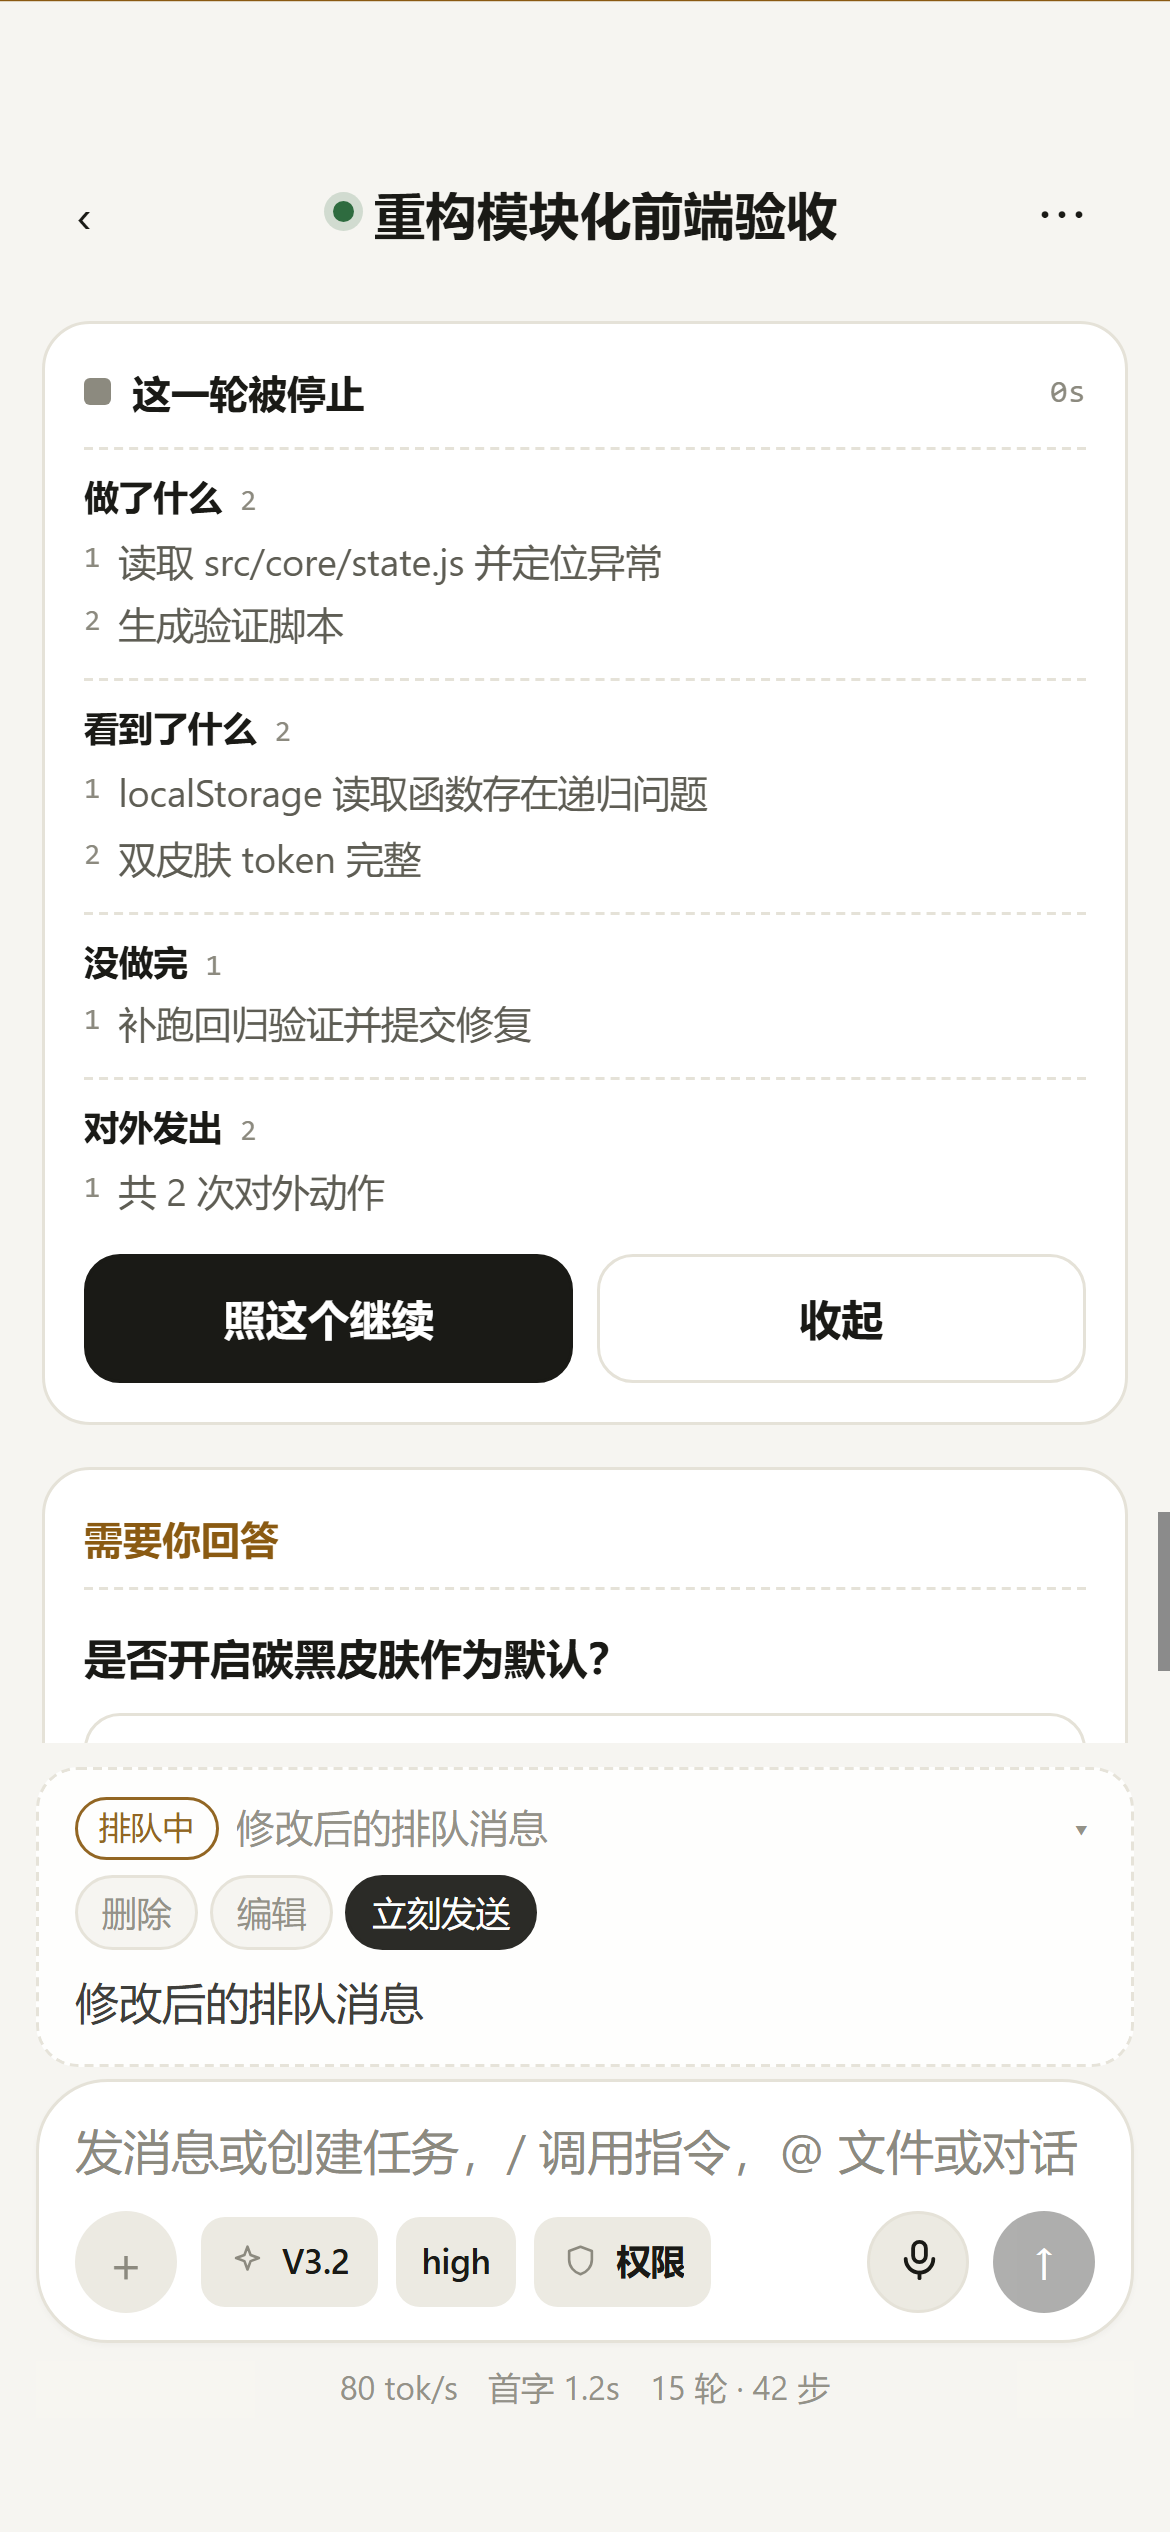 ‹ 重构模块化前端验收 ···
这一轮被停止 0s
做了什么 2
1 读取 src/core/state.js 并定位异常
2 生成验证脚本
看到了什么 2
1 localStorage 读取函数存在递归问题
2 双皮肤 token 完整
没做完 1
1 补跑回归验证并提交修复
对外发出 2
1 共 2 次对外动作
照这个继续 收起
需要你回答
是否开启碳黑皮肤作为默认?
排队中 修改后的排队消息
删除 编辑 立刻发送
修改后的排队消息
发消息或创建任务，/ 调用指令，@ 文件或对话
+ V3.2 high 权限 ↑
80 tok/s 首字 1.2s 15 轮 · 42 步